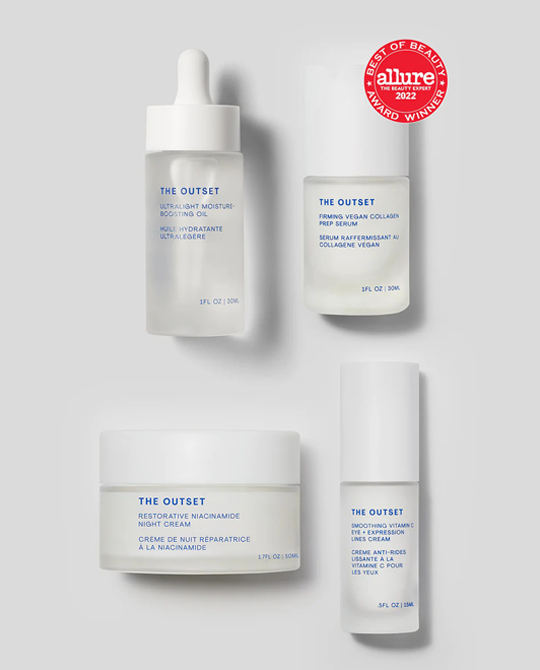 BEST OF BEAUTY
allure
THE BEAUTY EXPERT
2022
AWARD WINNER
THE OUTSET
ULTRALIGHT MOISTURE-
BOOSTING OIL
HUILE HYDRATANTE
ULTRALÉGÈRE
1FL OZ | 30ML
THE OUTSET
FIRMING VEGAN COLLAGEN
PREP SERUM
SÉRUM RAFFERMISSANT AU
COLLAGÈNE VEGAN
1FL OZ | 30ML
THE OUTSET
RESTORATIVE NIACINAMIDE
NIGHT CREAM
CRÈME DE NUIT RÉPARATRICE
À LA NIACINAMIDE
1.7FL OZ | 50ML
THE OUTSET
SMOOTHING VITAMIN C
EYE + EXPRESSION
LINES CREAM
CRÈME ANTI-RIDES
LISSANTE À LA
VITAMINE C POUR
LES YEUX
.5FL OZ | 15ML